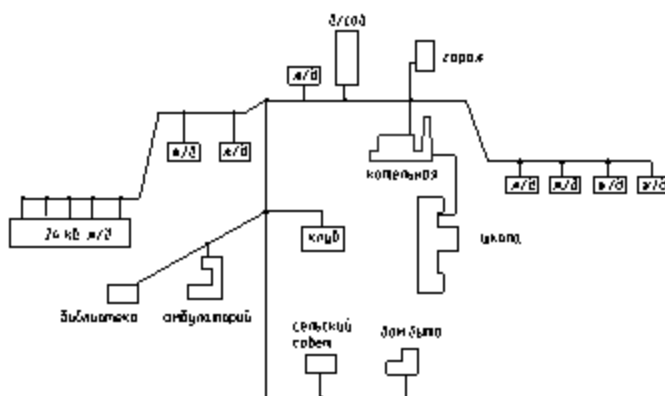 д/сад
гараж
ж/д
ж/д
ж/д
котельная
ж/д
ж/д
ж/д
ж/д
24 кв. ж/д
клуб
школа
библиотека
амбулаторий
сельский
совет
дом быта